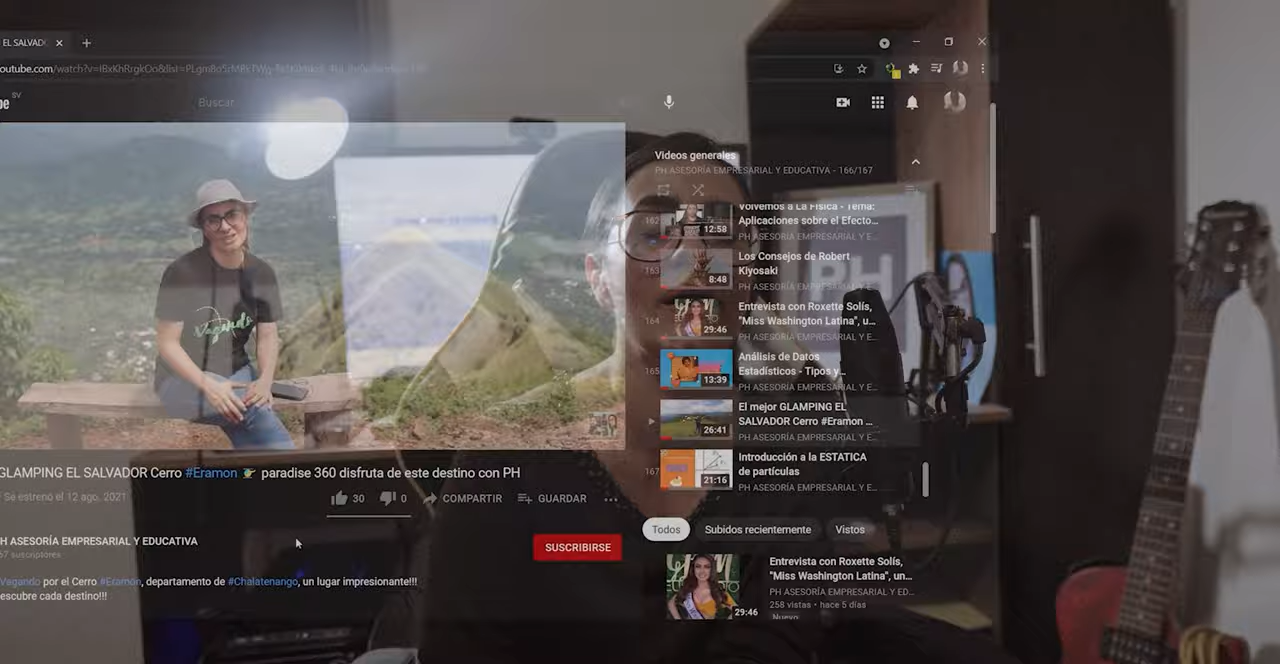 EL SALVAD
outube.com/watch?v=
be
SV
Buscar
Vagando
PH
GLAMPING EL SALVADOR Cerro #Eramon paradise 360 disfruta de este destino con PH
Se estrenó el 12 ago. 2021
30
0
COMPARTIR
GUARDAR
H ASESORÍA EMPRESARIAL Y EDUCATIVA
67 suscriptores
SUSCRIBIRSE
Vagando por el Cerro #Eramon, departamento de #Chalatenango, un lugar impresionante!!!
escubre cada destino!!!
Videos generales
PH ASESORÍA EMPRESARIAL Y EDUCATIVA - 166/167
162
12:58
Volvemos a La Física - Tema:
Aplicaciones sobre el Efecto...
PH ASESORÍA EMPRESARIAL Y E...
163
8:48
Los Consejos de Robert
Kiyosaki
PH ASESORÍA EMPRESARIAL Y E...
164
29:46
Entrevista con Roxette Solís,
"Miss Washington Latina", u...
PH ASESORÍA EMPRESARIAL Y E...
165
13:39
Análisis de Datos
Estadísticos - Tipos y...
PH ASESORÍA EMPRESARIAL Y E...
26:41
El mejor GLAMPING EL
SALVADOR Cerro #Eramon ...
PH ASESORÍA EMPRESARIAL Y E...
167
21:16
Introducción a la ESTATICA
de partículas
PH ASESORÍA EMPRESARIAL Y E...
Todos
Subidos recientemente
Vistos
29:46
Entrevista con Roxette Solís,
"Miss Washington Latina", un...
PH ASESORÍA EMPRESARIAL Y ED...
258 vistas • hace 5 días
Nuevo